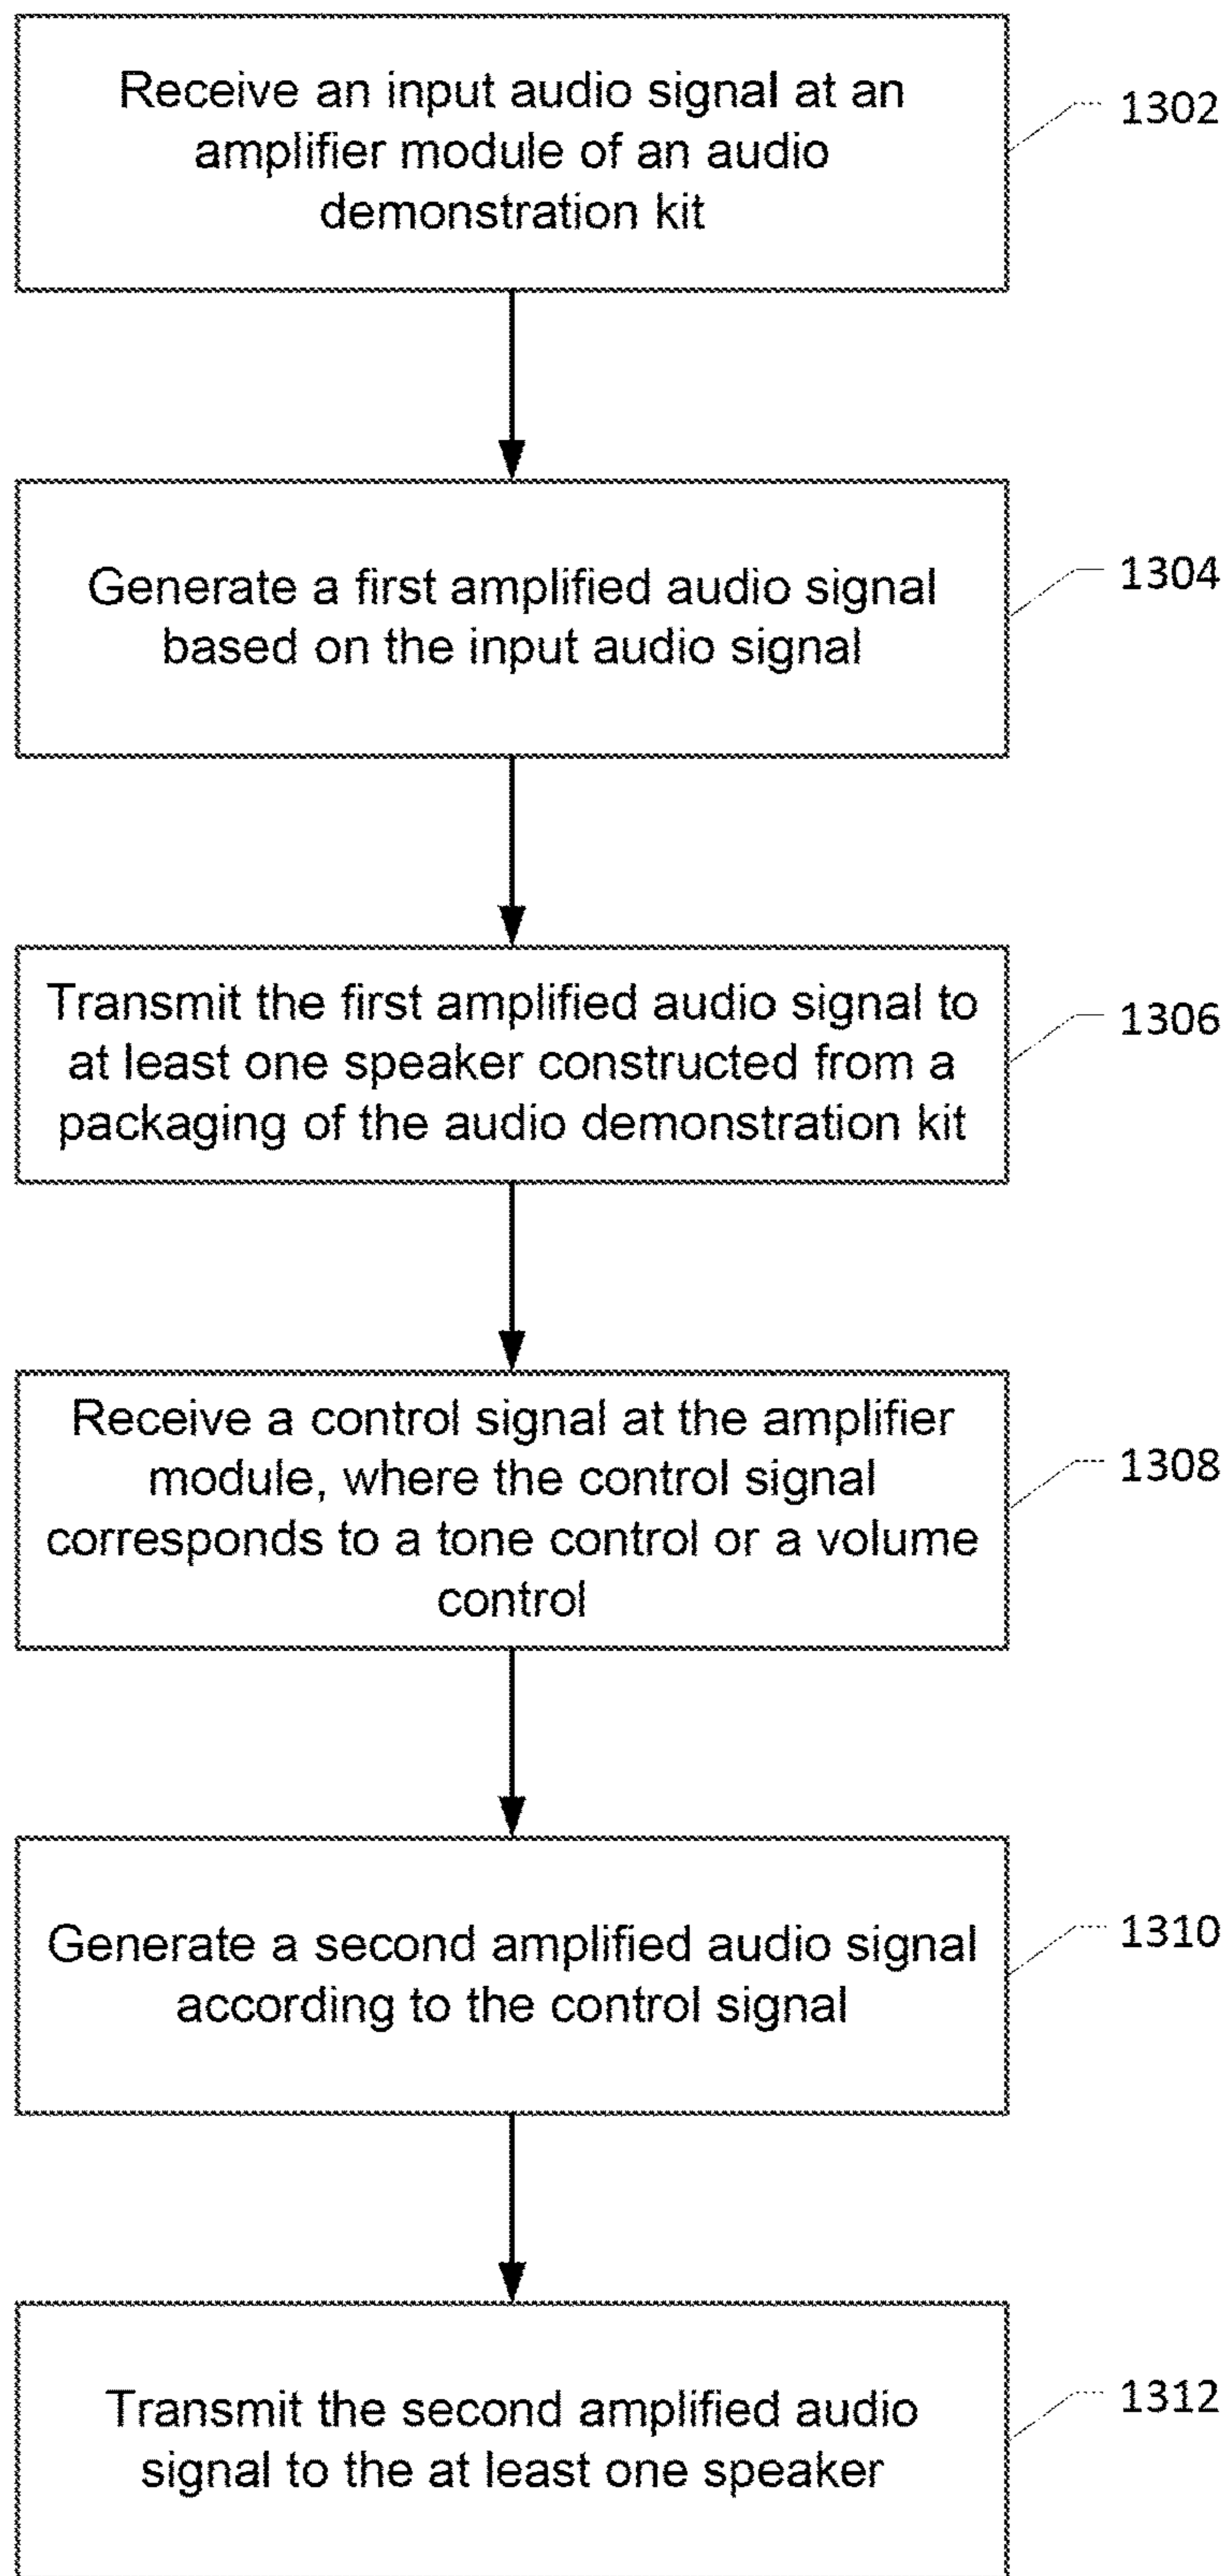 Receive an input audio signal at an
amplifier module of an audio
demonstration kit
1302
Generate a first amplified audio signal
based on the input audio signal
1304
Transmit the first amplified audio signal to
at least one speaker constructed from a
packaging of the audio demonstration kit
1306
Receive a control signal at the amplifier
module, where the control signal
corresponds to a tone control or a volume
control
1308
Generate a second amplified audio signal
according to the control signal
1310
Transmit the second amplified audio
signal to the at least one speaker
1312